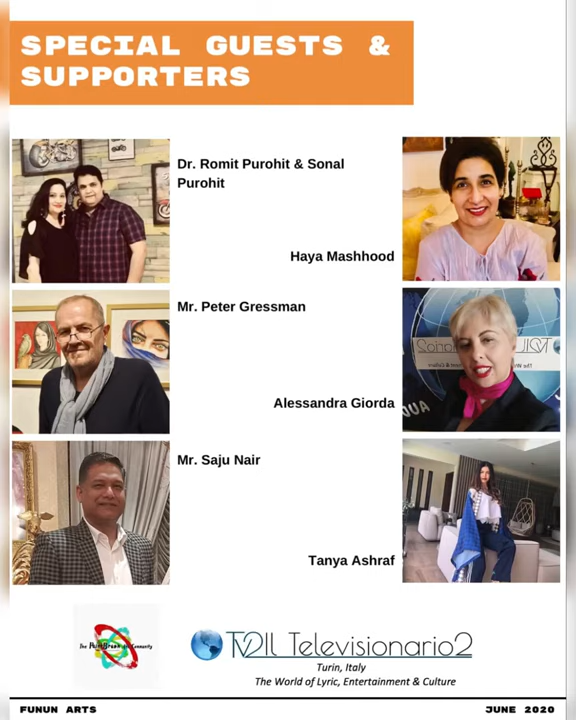 SPECIAL GUESTS &
SUPPORTERS
Dr. Romit Purohit & Sonal
Purohit
Haya Mashhood
Mr. Peter Gressman
Alessandra Giorda
Mr. Saju Nair
Tanya Ashraf
TV2IL Televisionario2
Turin, Italy
The World of Lyric, Entertainment & Culture
FUNUN ARTS
JUNE 2020